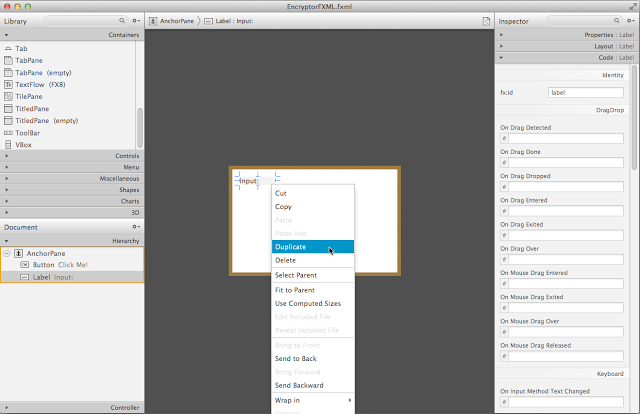 EncryptorFXML.fxml
Library
Containers
Tab
TabPane
TabPane (empty)
TextFlow (FX8)
TilePane
TitledPane
TitledPane (empty)
ToolBar
VBox
Controls
Menu
Miscellaneous
Shapes
Charts
3D
Document
Hierarchy
AnchorPane
Button Click Me!
Label Input:
Controller
AnchorPane
Label : Input:
Input:
Cut
Copy
Paste
Paste Into
Duplicate
Delete
Select Parent
Fit to Parent
Use Computed Sizes
Edit Included File
Reveal Included File
Bring to Front
Send to Back
Bring Forward
Send Backward
Wrap in
Inspector
Properties : Label
Layout : Label
Code : Label
Identity
fx:id label
DragDrop
On Drag Detected
#
On Drag Done
#
On Drag Dropped
#
On Drag Entered
#
On Drag Exited
#
On Drag Over
#
On Mouse Drag Entered
#
On Mouse Drag Exited
#
On Mouse Drag Over
#
On Mouse Drag Released
#
Keyboard
On Input Method Text Changed
#